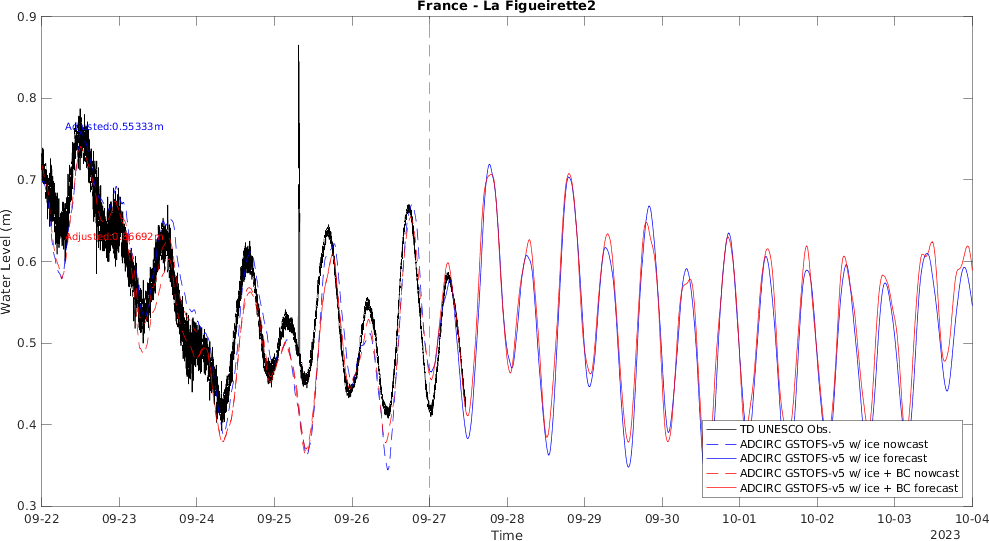 France - La Figueirette2
Water Level (m)
0.9
0.8
0.7
0.6
0.5
0.4
0.3
Adjusted:0.55333m
09-22
09-23
09-24
09-25
09-26
09-27
09-28
09-29
09-30
10-01
10-02
10-03
10-04
Time
2023
TD UNESCO Obs.
ADCIRC GSTOFS-v5 w/ ice nowcast
ADCIRC GSTOFS-v5 w/ ice forecast
ADCIRC GSTOFS-v5 w/ ice + BC nowcast
ADCIRC GSTOFS-v5 w/ ice + BC forecast